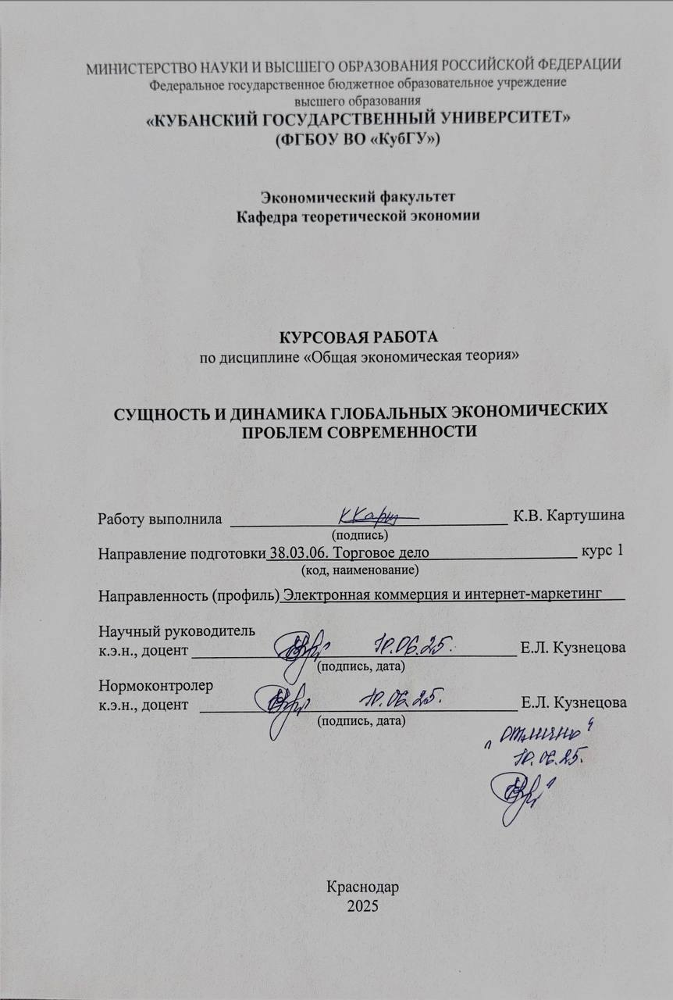 МИНИСТЕРСТВО НАУКИ И ВЫСШЕГО ОБРАЗОВАНИЯ РОССИЙСКОЙ ФЕДЕРАЦИИ
Федеральное государственное бюджетное образовательное учреждение
высшего образования
«КУБАНСКИЙ ГОСУДАРСТВЕННЫЙ УНИВЕРСИТЕТ»
(ФГБОУ ВО «КубГУ»)
Экономический факультет
Кафедра теоретической экономии
КУРСОВАЯ РАБОТА
по дисциплине «Общая экономическая теория»
СУЩНОСТЬ И ДИНАМИКА ГЛОБАЛЬНЫХ ЭКОНОМИЧЕСКИХ
ПРОБЛЕМ СОВРЕМЕННОСТИ
Работу выполнила К.В. Картушина
(подпись)
Направление подготовки 38.03.06. Торговое дело курс 1
(код, наименование)
Направленность (профиль) Электронная коммерция и интернет-маркетинг
Научный руководитель
к.э.н., доцент 10.06.25. Е.Л. Кузнецова
(подпись, дата)
Нормоконтролер
к.э.н., доцент 10.06.25. Е.Л. Кузнецова
(подпись, дата)
"отлично"
10.06.25.
Краснодар
2025